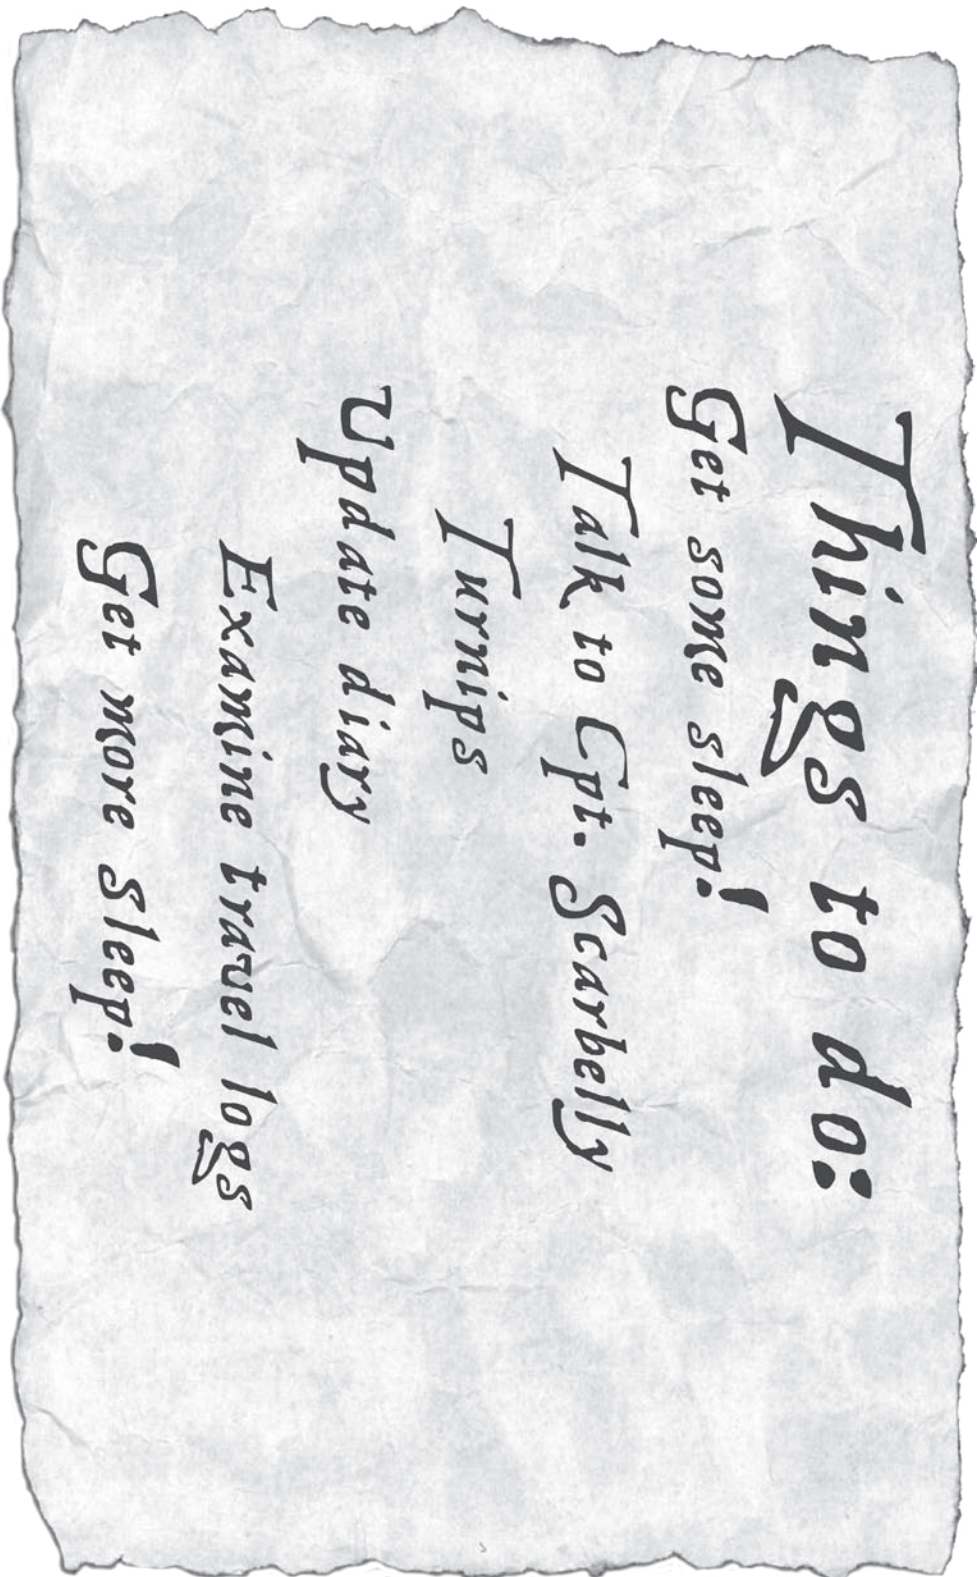 Things to do:
Get some sleep!
Talk to Cpt. Scarbelly
Turnips
Update diary
Examine travel logs
Get more sleep!